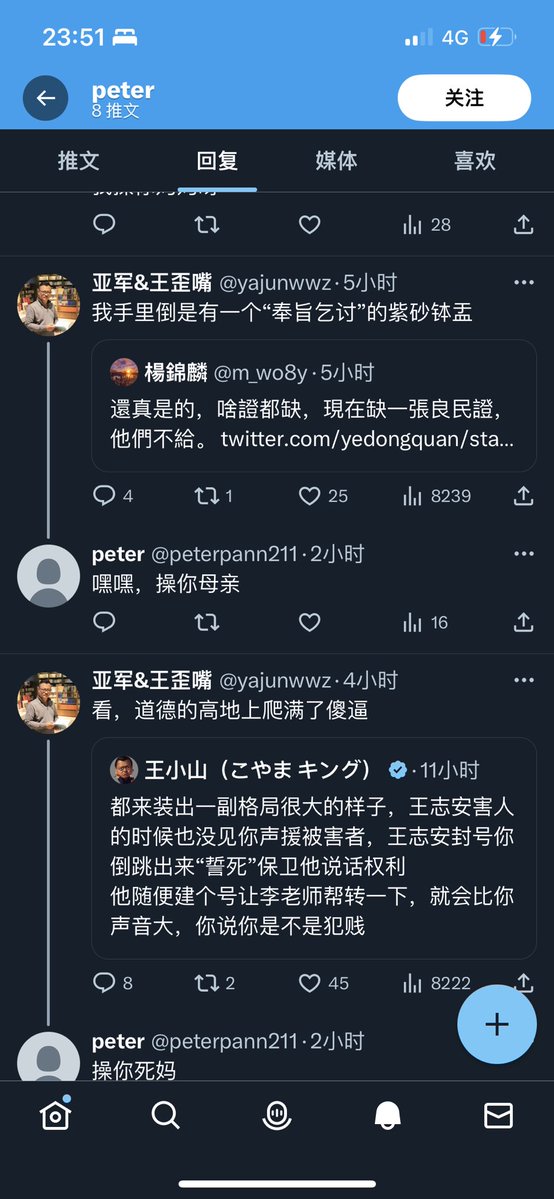 23:51
4G
peter
8 推文
关注
推文
回复
媒体
喜欢
28
亚军&王歪嘴 @yajunwwz·5小时
我手里倒是有一个“奉旨乞讨”的紫砂钵盂
楊錦麟 @m_wo8y·5小时
還真是的，啥證都缺，現在缺一張良民證，
他們不給。twitter.com/yedongquan/sta...
4
1
25
8239
peter @peterpann211·2小时
嘿嘿，操你母亲
16
亚军&王歪嘴 @yajunwwz·4小时
看，道德的高地上爬满了傻逼
王小山（こやま キング） ·11小时
都来装出一副格局很大的样子，王志安害人
的时候也没见你声援被害者，王志安封号你
倒跳出来“誓死”保卫他说话权利
他随便建个号让李老师帮转一下，就会比你
声音大，你说你是不是犯贱
8
2
45
8222
peter @peterpann211·2小时
操你死妈